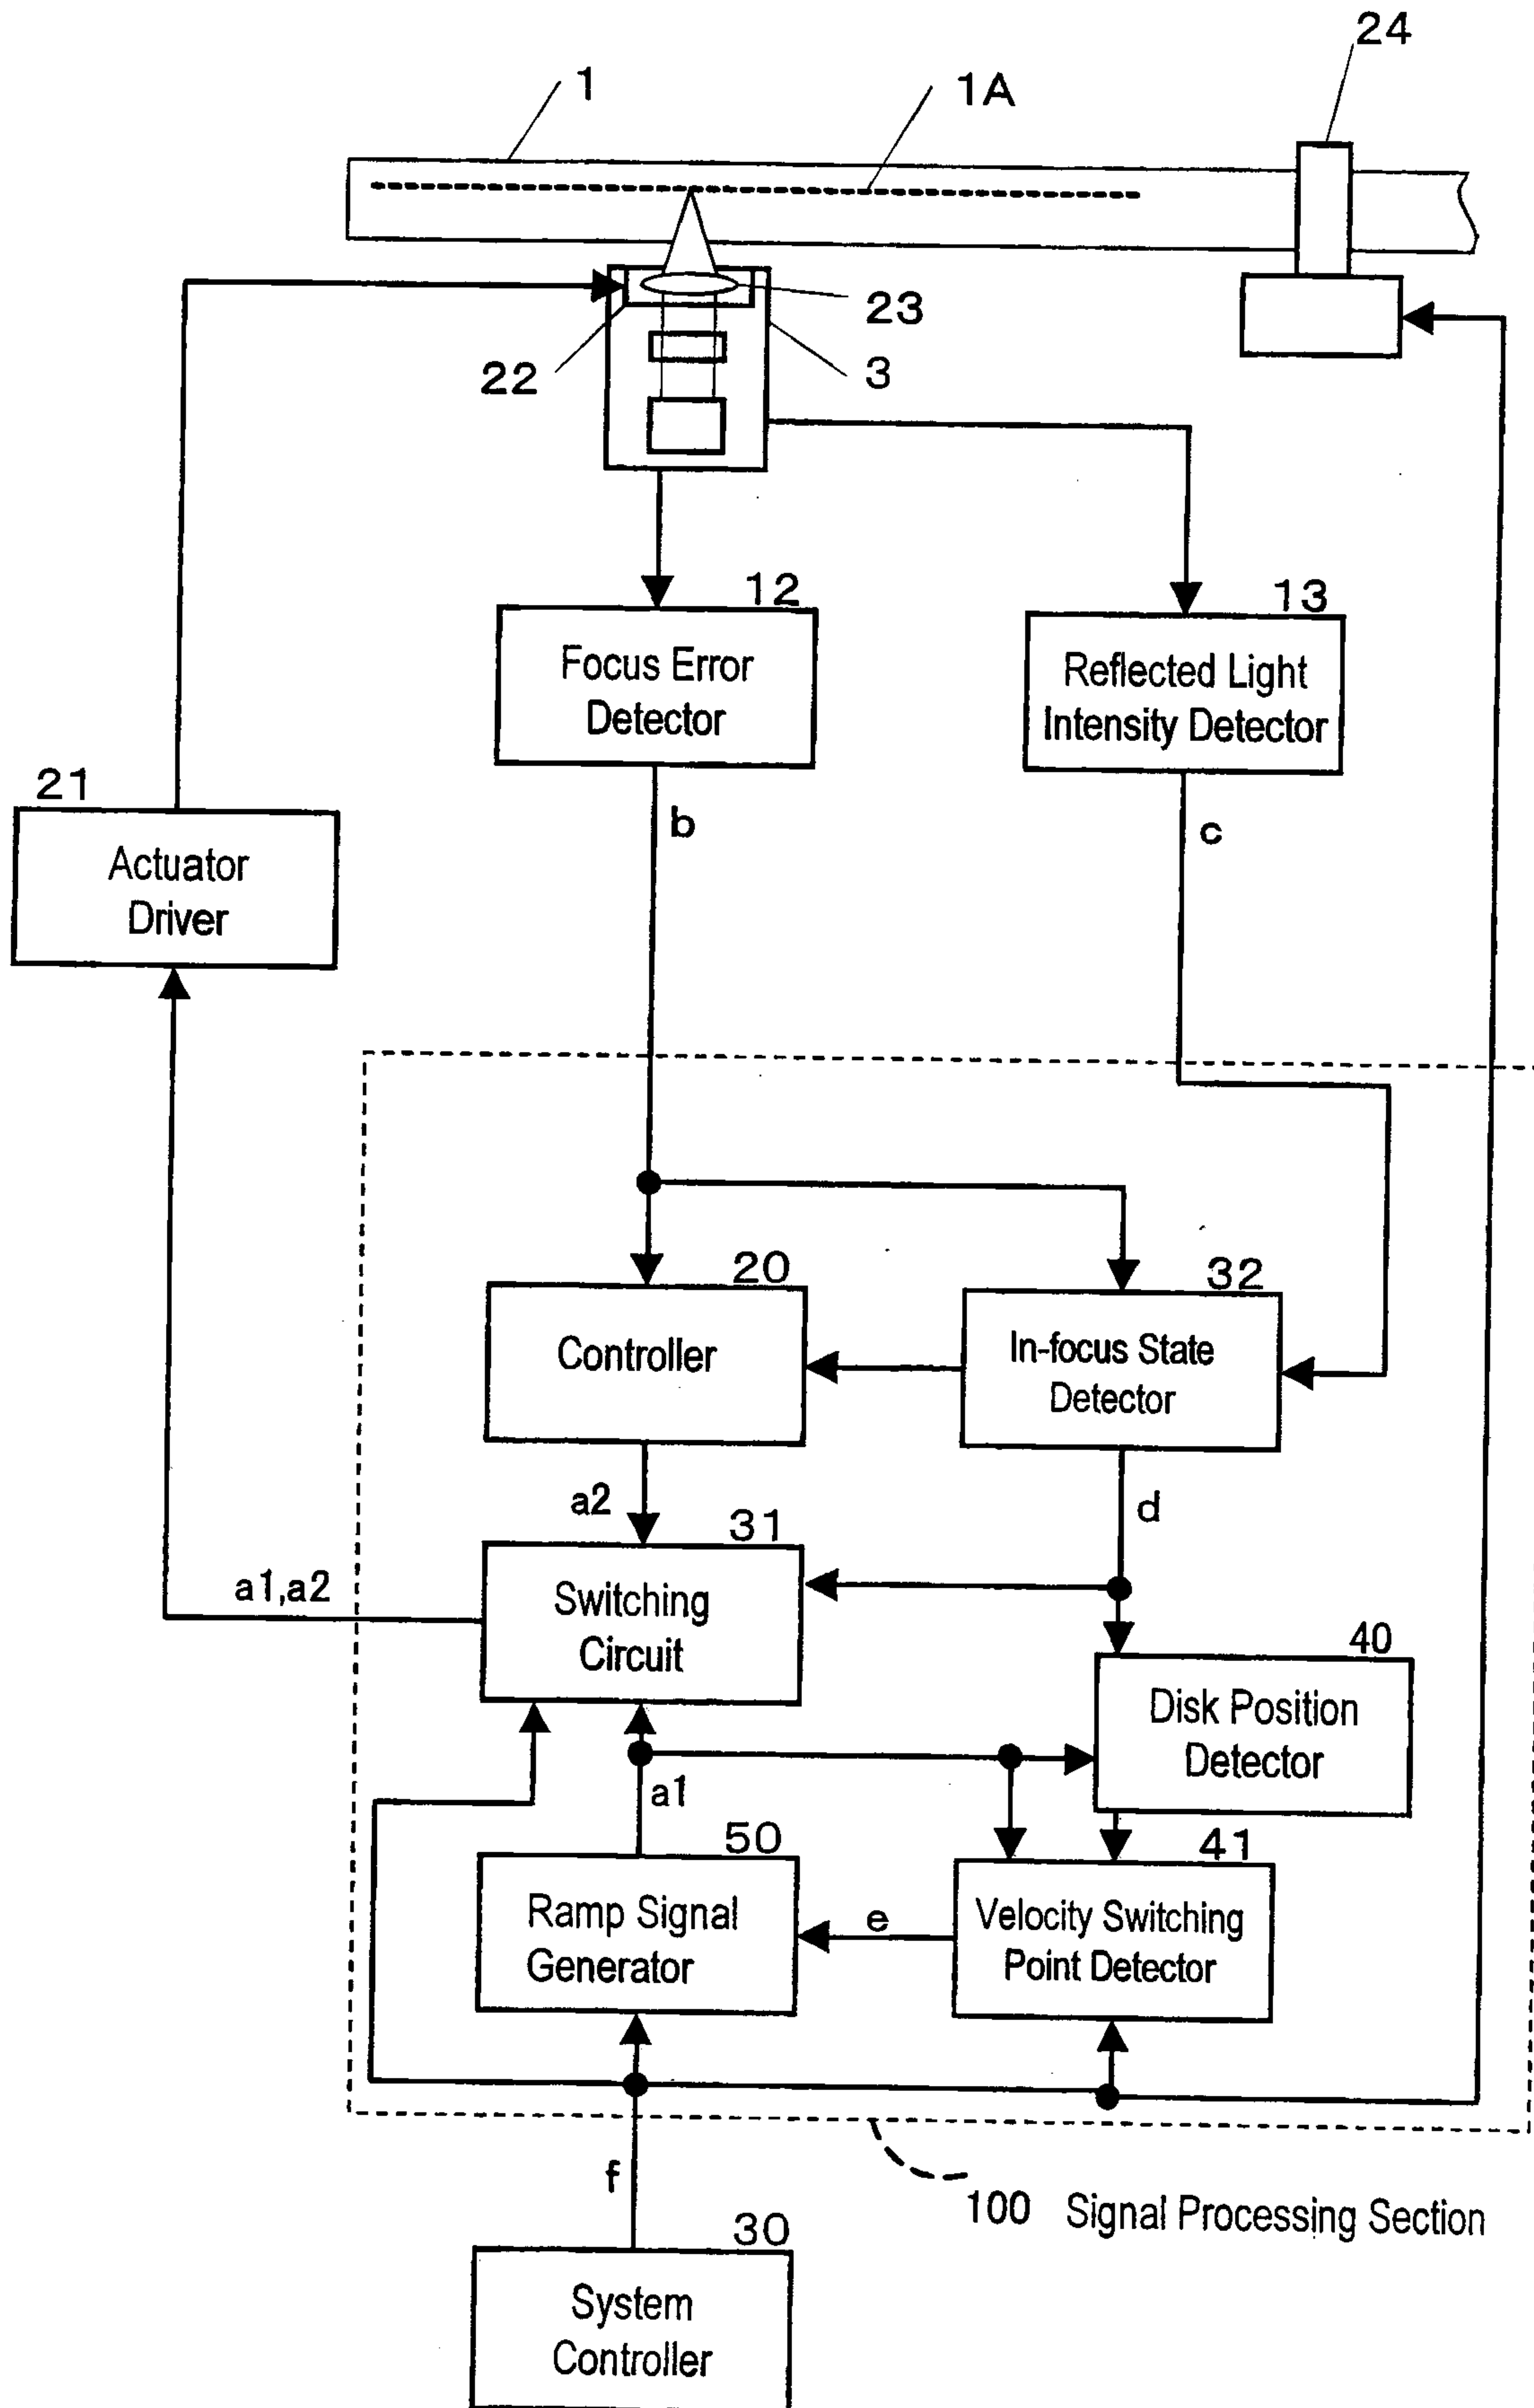 24
1
1A
23
22
3
12
Focus Error
Detector
13
Reflected Light
Intensity Detector
21
Actuator
Driver
b
c
20
Controller
32
In-focus State
Detector
a2
d
31
Switching
Circuit
a1,a2
40
Disk Position
Detector
a1
50
Ramp Signal
Generator
e
41
Velocity Switching
Point Detector
f
100 Signal Processing Section
30
System
Controller